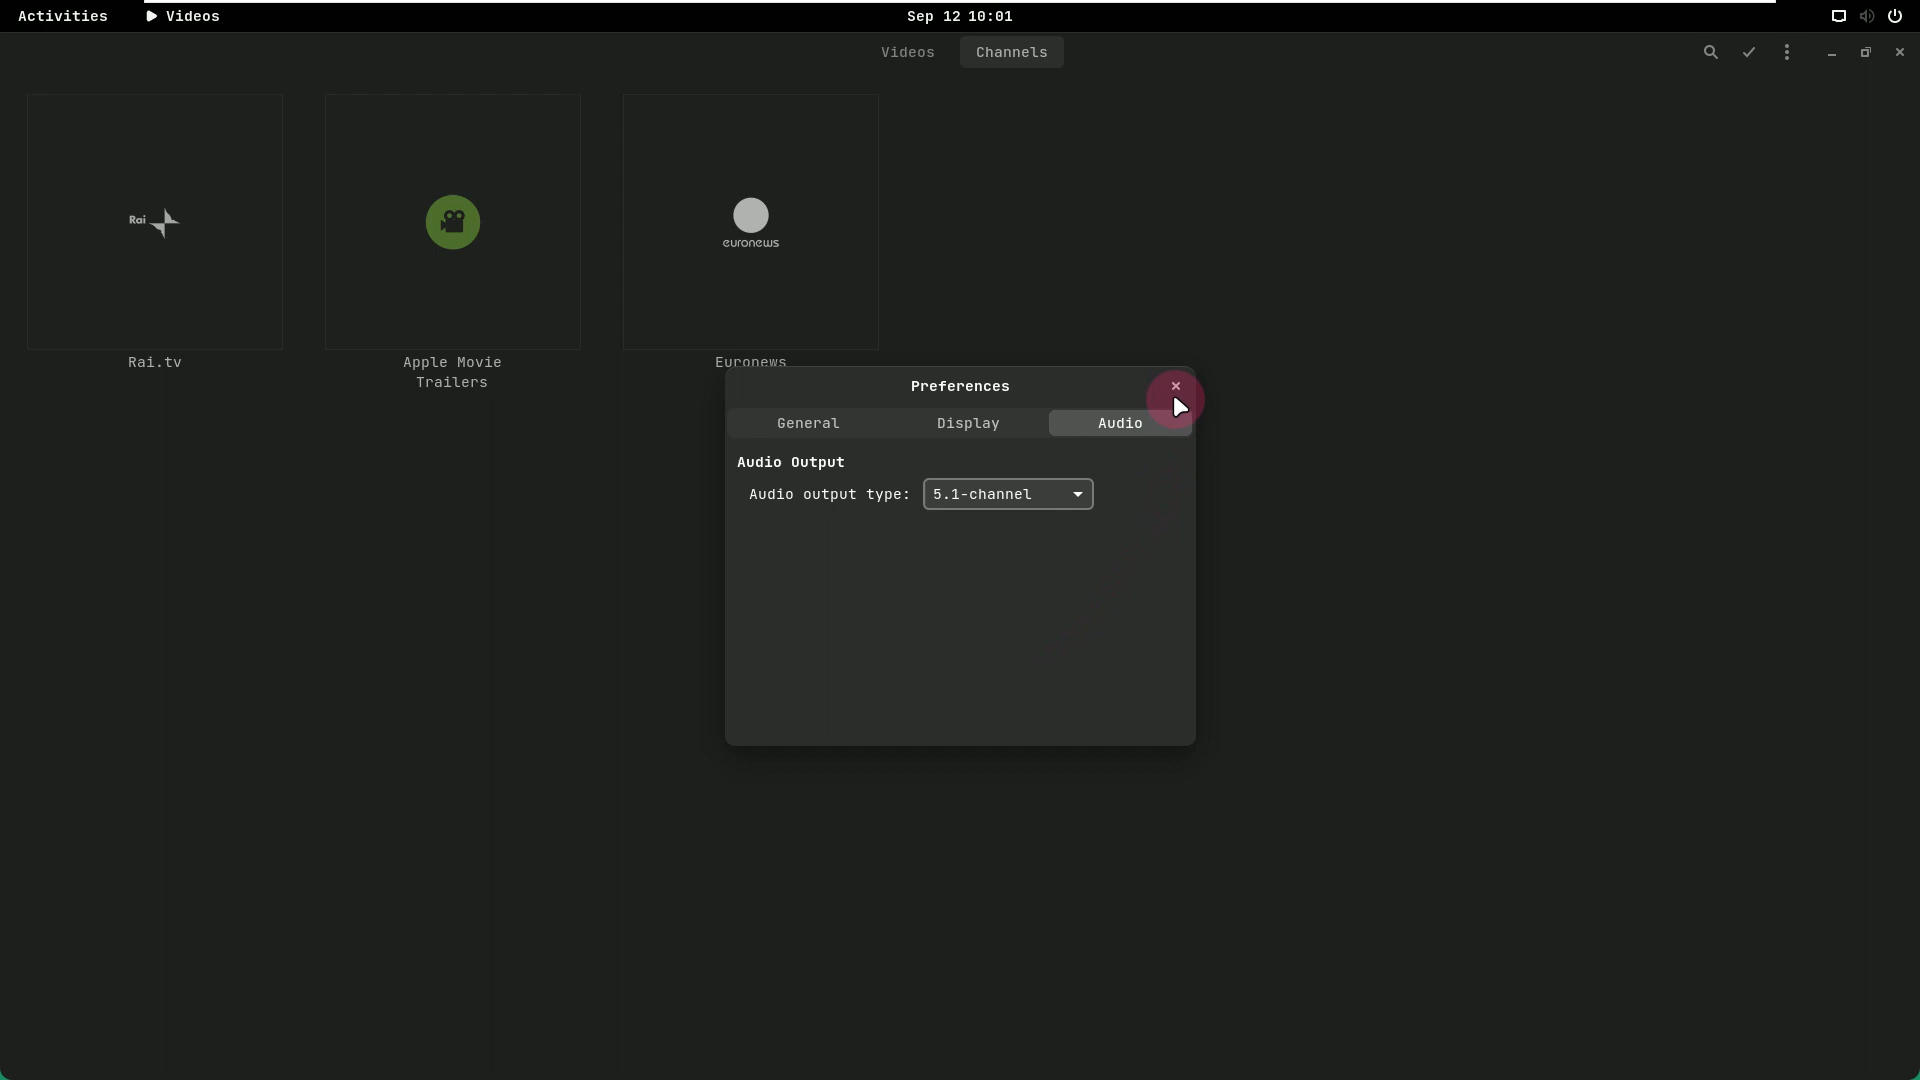 Activities
Videos
Sep 12 10:01
Videos
Channels
Rai
euronews
Rai.tv
Apple Movie
Trailers
Euronews
Preferences
General
Display
Audio
Audio Output
Audio output type:
5.1-channel